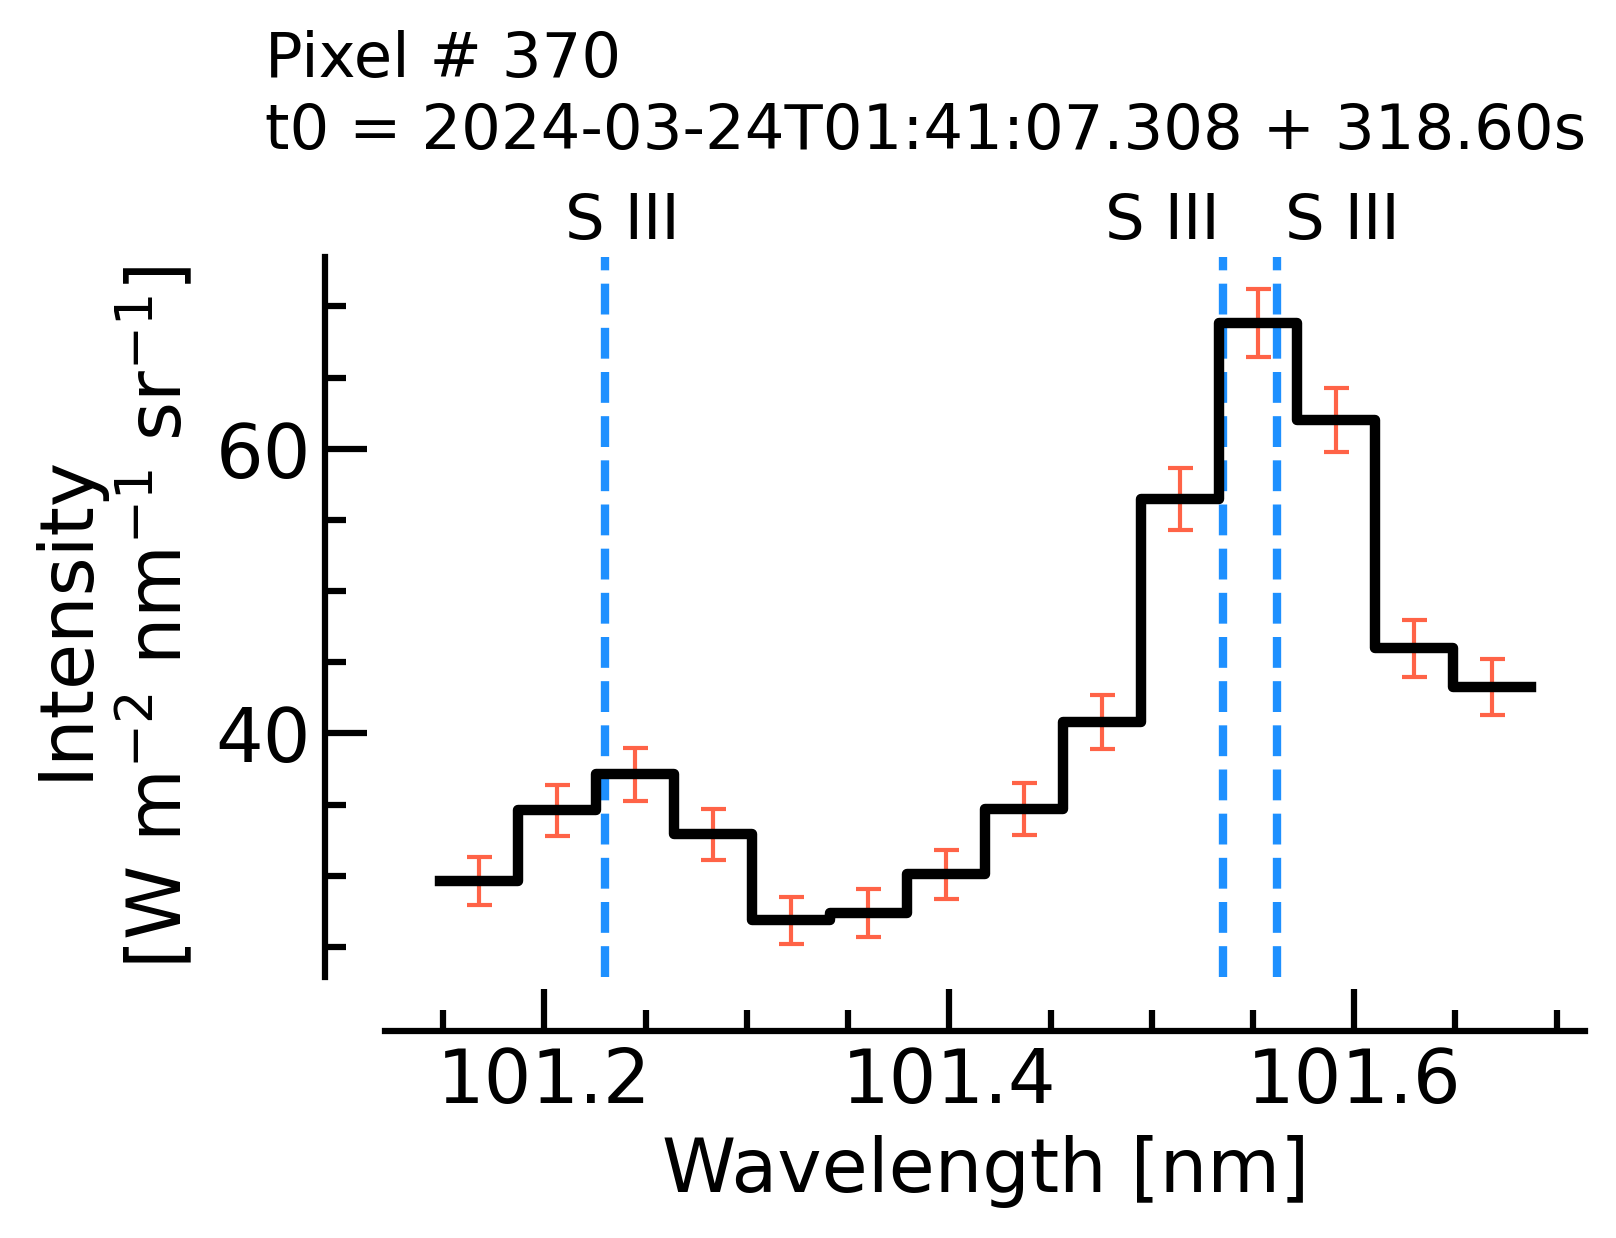 Pixel # 370
t0 = 2024-03-24T01:41:07.308 + 318.60s
S III S III S III
Intensity
[W m⁻² nm⁻¹ sr⁻¹]
60
40
101.2 101.4 101.6
Wavelength [nm]